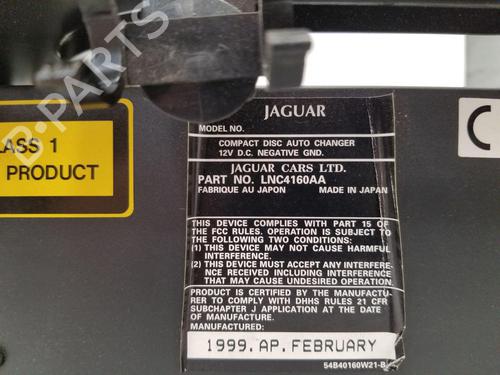 B-PARTS
JAGUAR
MODEL NO.
COMPACT DISC AUTO CHANGER
12V D.C. NEGATIVE GND.
JAGUAR CARS LTD.
PART NO. LNC4160AA
FABRIQUE AU JAPON MADE IN JAPAN
THIS DEVICE COMPLIES WITH PART 15 OF
THE FCC RULES. OPERATION IS SUBJECT TO
THE FOLLOWING TWO CONDITIONS:
(1) THIS DEVICE MAY NOT CAUSE HARMFUL
INTERFERENCE.
(2) THIS DEVICE MUST ACCEPT ANY INTERFERE-
NCE RECEIVED INCLUDING INTERFERENCE
THAT MAY CAUSE UNDESIRED OPERATION.
PRODUCT IS CERTIFIED BY THE MANUFACTU-
RER TO COMPLY WITH DHHS RULES 21 CFR
SUBCHAPTER J APPLICATION AT THE DATE
OF MANUFACTURE.
MANUFACTURED:
1999.AP.FEBRUARY
54B40160W21-B
LASS 1
PRODUCT
CE